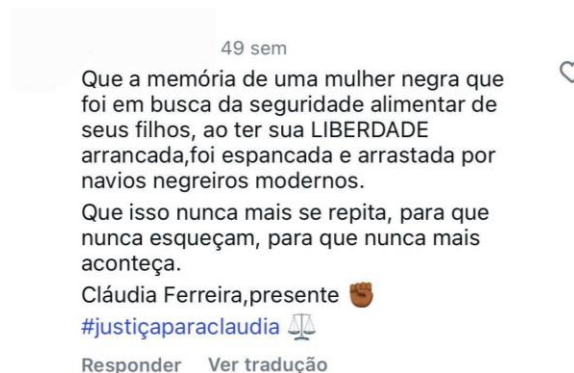 49 sem
Que a memória de uma mulher negra que
foi em busca da seguridade alimentar de
seus filhos, ao ter sua LIBERDADE
arrancada,foi espancada e arrastada por
navios negreiros modernos.
Que isso nunca mais se repita, para que
nunca esqueçam, para que nunca mais
aconteça.
Cláudia Ferreira,presente ✊🏾
#justiçaparaclaudia ⚖️
Responder Ver tradução